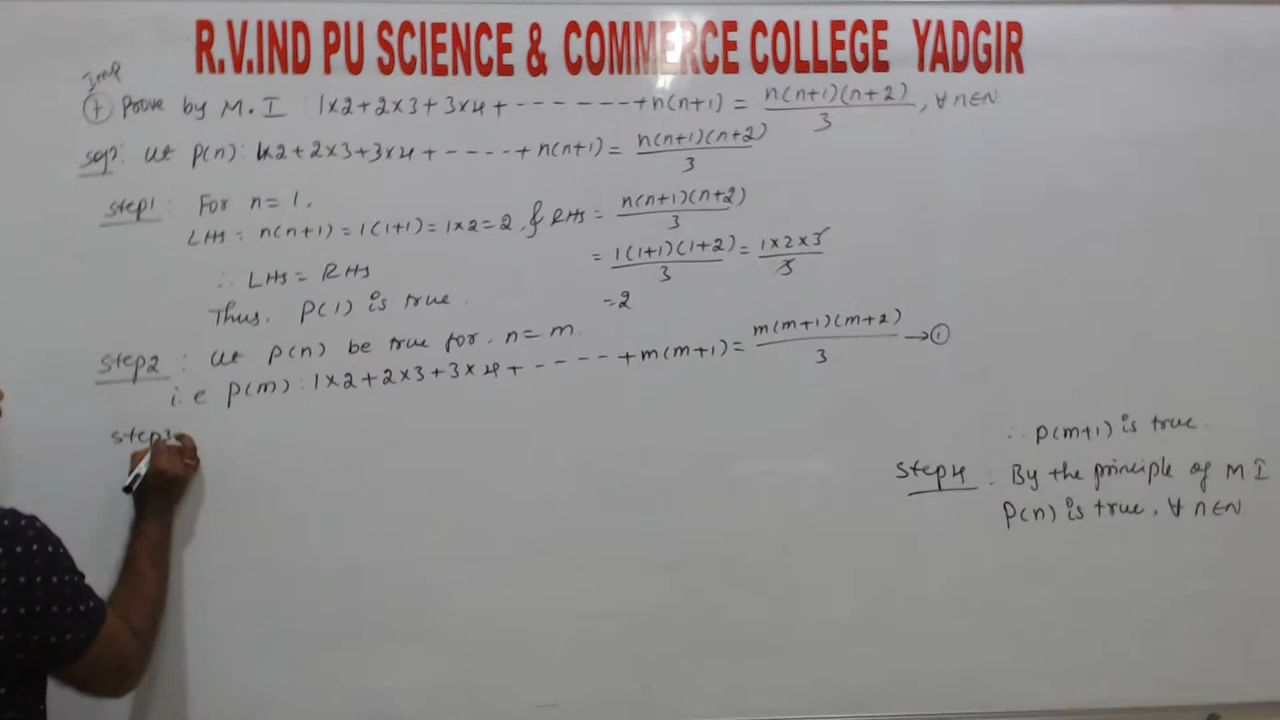 R.V.IND PU SCIENCE & COMMERCE COLLEGE YADGIR
Imp
7 Prove by M.I 1×2+2×3+3×4+------+n(n+1) = n(n+1)(n+2)/3, ∀ n∈N
Sol: Let P(n): 1×2+2×3+3×4+----+n(n+1) = n(n+1)(n+2)/3
Step1: For n=1,
LHS = n(n+1) = 1(1+1) = 1×2 = 2, & RHS = n(n+1)(n+2)/3
= 1(1+1)(1+2)/3 = 1×2×3/3
∴ LHS = RHS
=2
Thus, P(1) is true.
Step2: Let P(n) be true for. n=m.
i.e P(m): 1×2+2×3+3×4+-----+m(m+1) = m(m+1)(m+2)/3 →①
Step3
∴ P(m+1) is true.
Step4: By the principle of M I
P(n) is true, ∀ n∈N